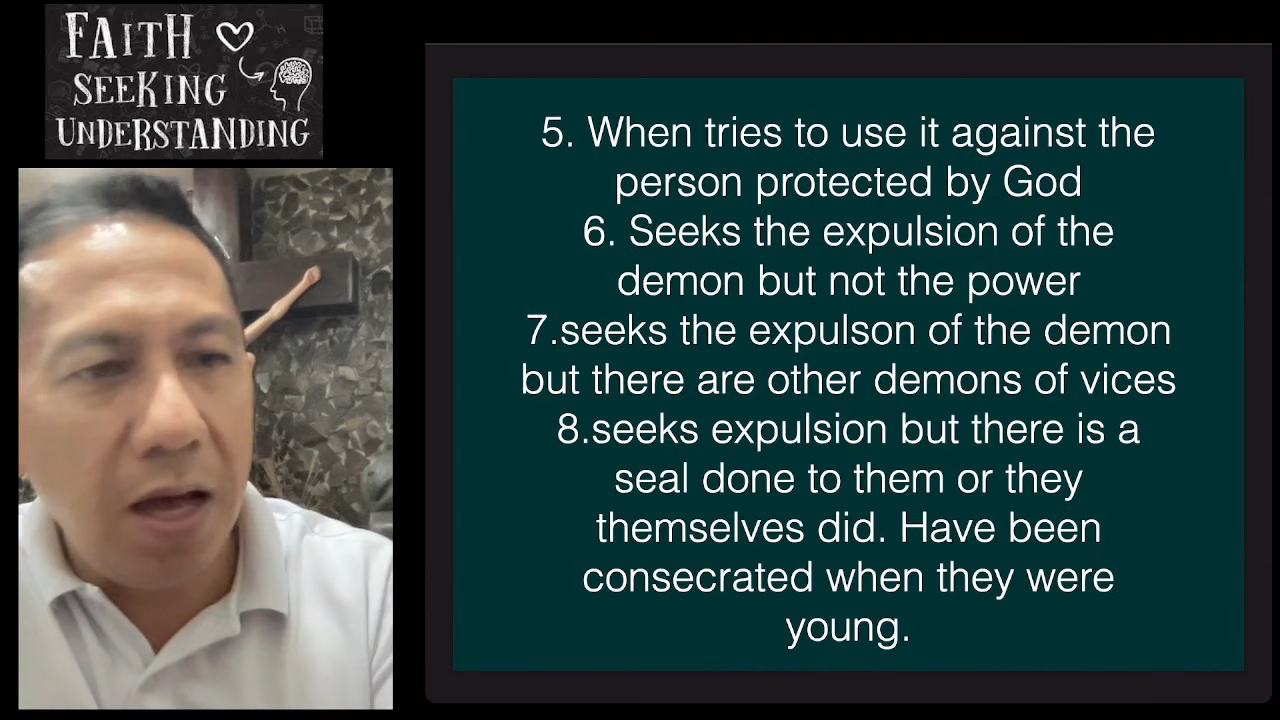 FAITH
SEEKING
UNDERSTANDING
5. When tries to use it against the
person protected by God
6. Seeks the expulsion of the
demon but not the power
7.seeks the expulson of the demon
but there are other demons of vices
8.seeks expulsion but there is a
seal done to them or they
themselves did. Have been
consecrated when they were
young.